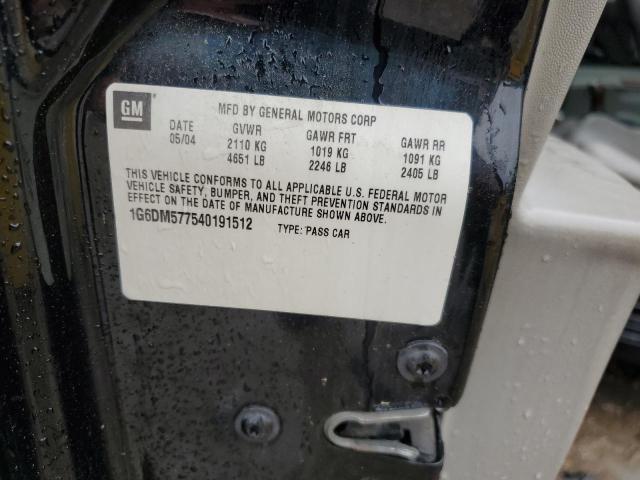 GM
MFD BY GENERAL MOTORS CORP
DATE GVWR GAWR FRT GAWR RR
05/04 2110 KG 1019 KG 1091 KG
4651 LB 2246 LB 2405 LB
THIS VEHICLE CONFORMS TO ALL APPLICABLE U.S. FEDERAL MOTOR
VEHICLE SAFETY, BUMPER, AND THEFT PREVENTION STANDARDS IN
EFFECT ON THE DATE OF MANUFACTURE SHOWN ABOVE.
1G6DM577540191512 TYPE: PASS CAR